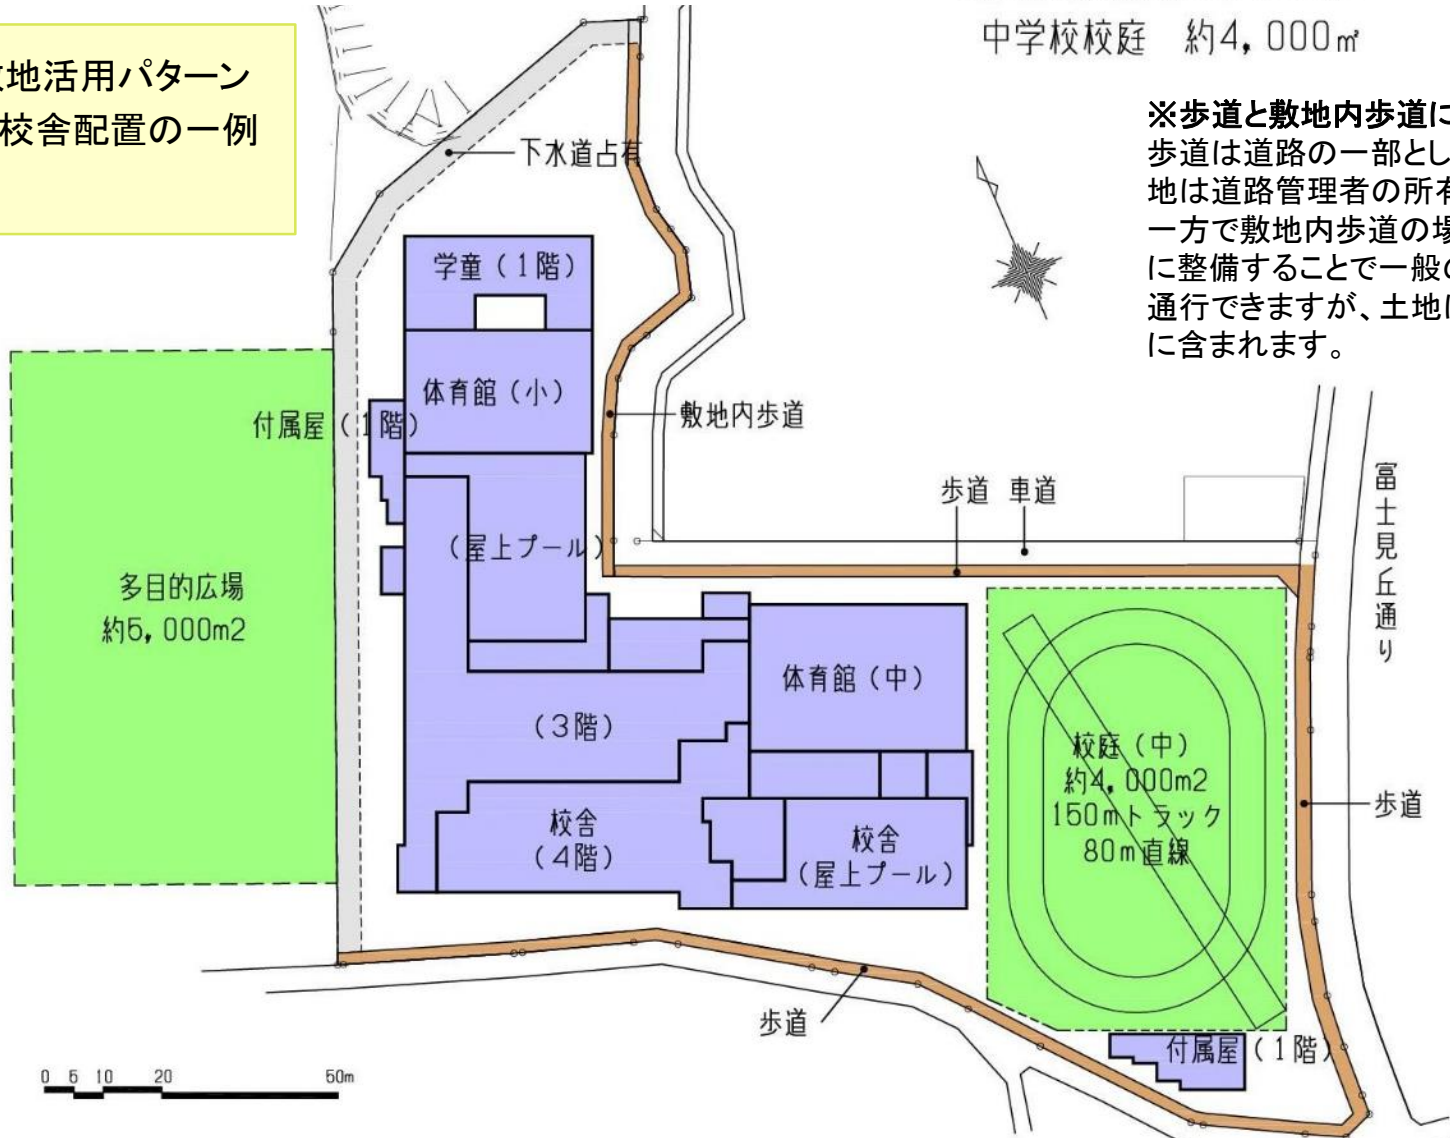 地活用パターン
校舎配置の一例
中学校校庭 約4,000㎡
※歩道と敷地内歩道に
歩道は道路の一部とし
地は道路管理者の所有
一方で敷地内歩道の場
に整備することで一般の
通行できますが、土地は
に含まれます。
下水道占有
学童(1階)
体育館(小)
付属屋(1階)
敷地内歩道
歩道 車道
富士見丘通り
(屋上プール)
多目的広場
約5,000m2
体育館(中)
(3階)
校庭(中)
約4,000m2
150mトラック
80m直線
歩道
校舎
(4階)
校舎
(屋上プール)
歩道
付属屋(1階)
0 5 10 20 50m